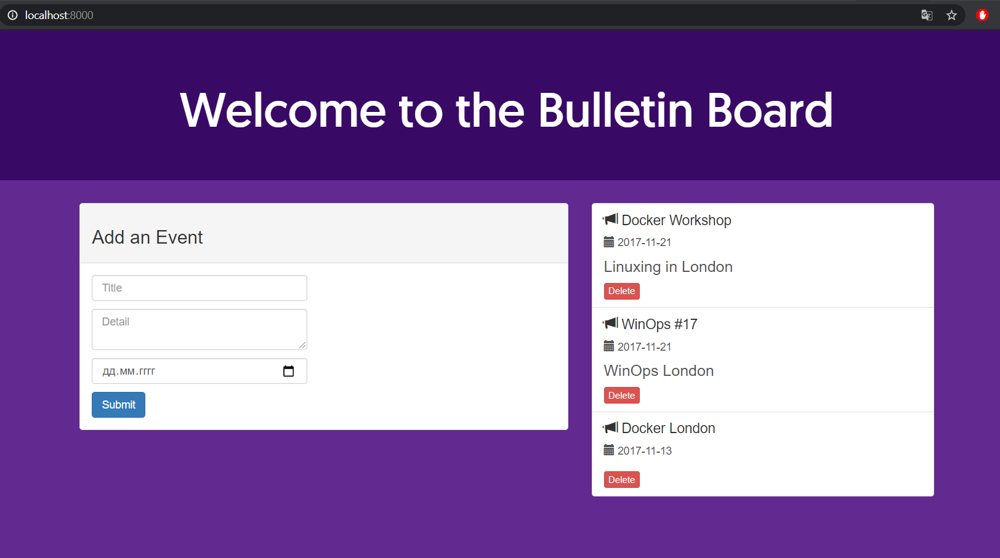 localhost:8000
Welcome to the Bulletin Board
Add an Event
Title
Detail
дд.мм.гггг
Submit
Docker Workshop
2017-11-21
Linuxing in London
Delete
WinOps #17
2017-11-21
WinOps London
Delete
Docker London
2017-11-13
Delete